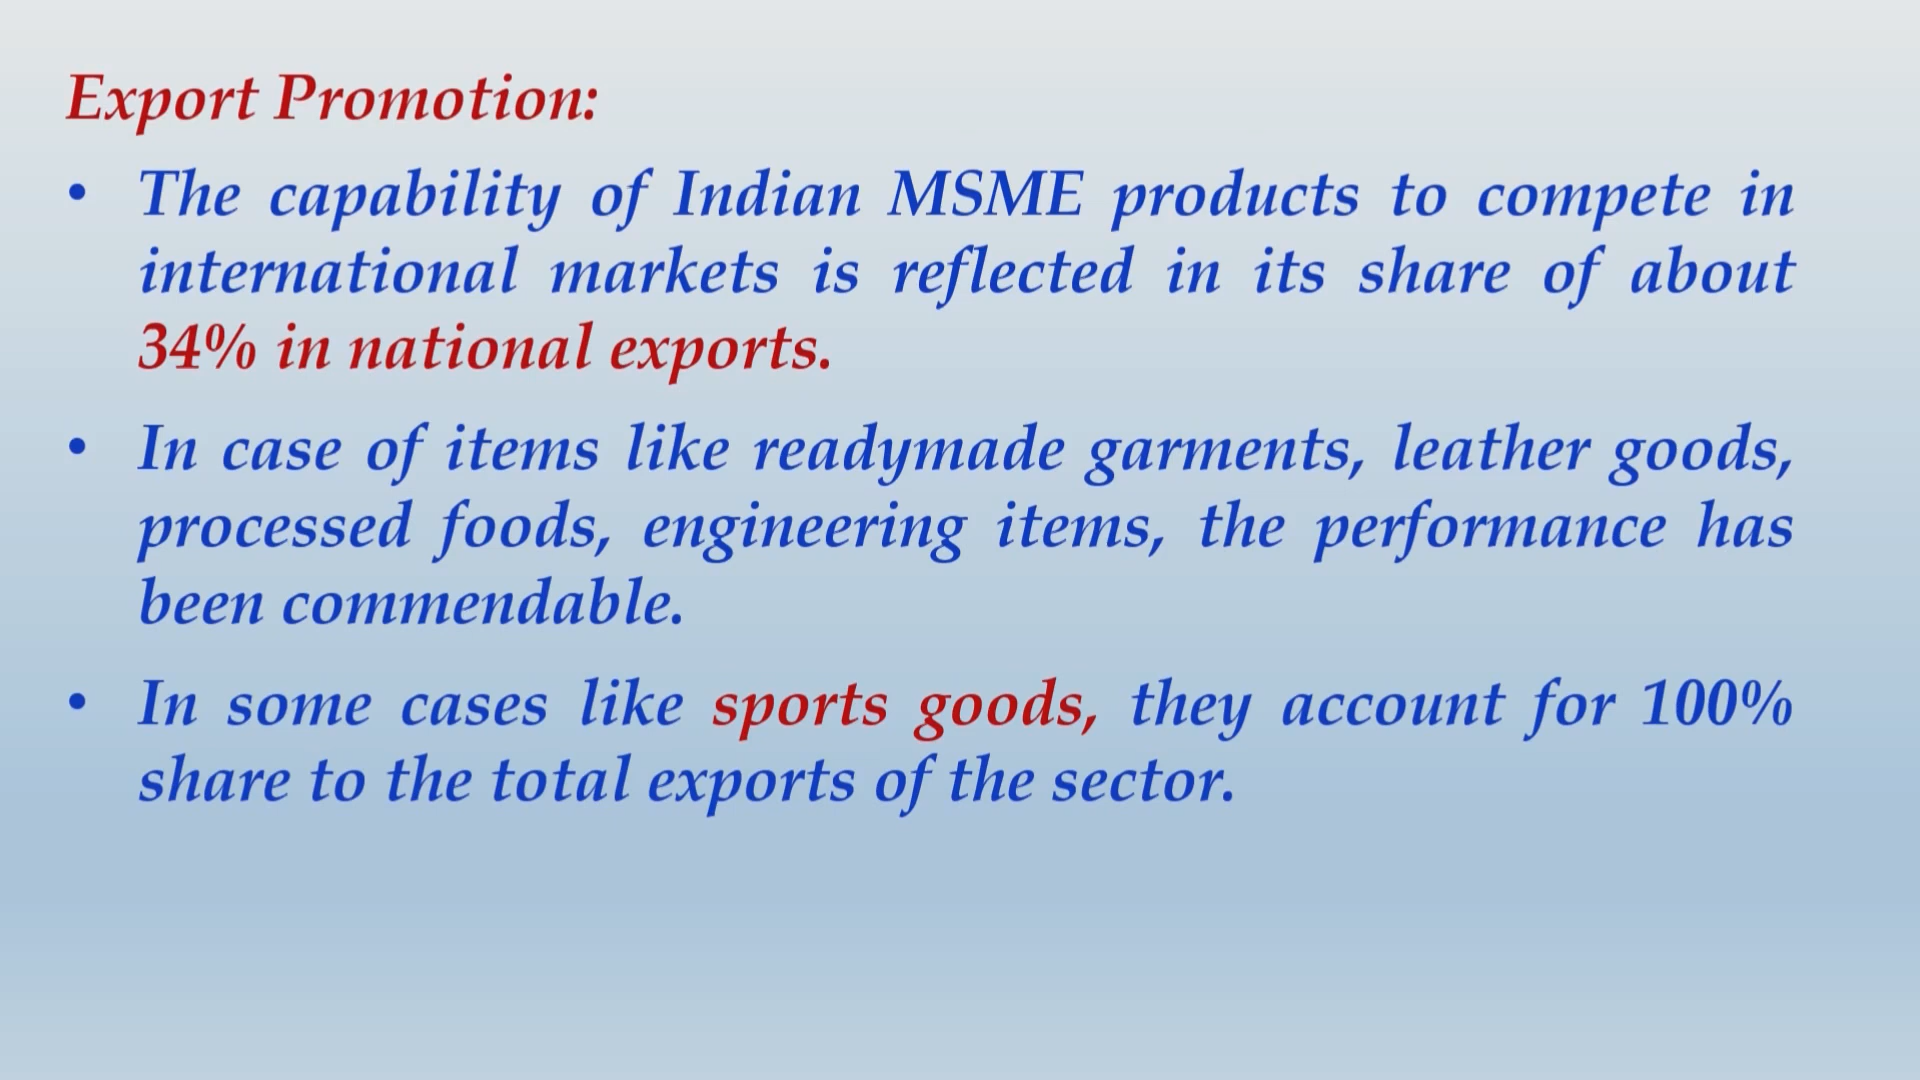 Export Promotion:
• The capability of Indian MSME products to compete in
international markets is reflected in its share of about
34% in national exports.
• In case of items like readymade garments, leather goods,
processed foods, engineering items, the performance has
been commendable.
• In some cases like sports goods, they account for 100%
share to the total exports of the sector.